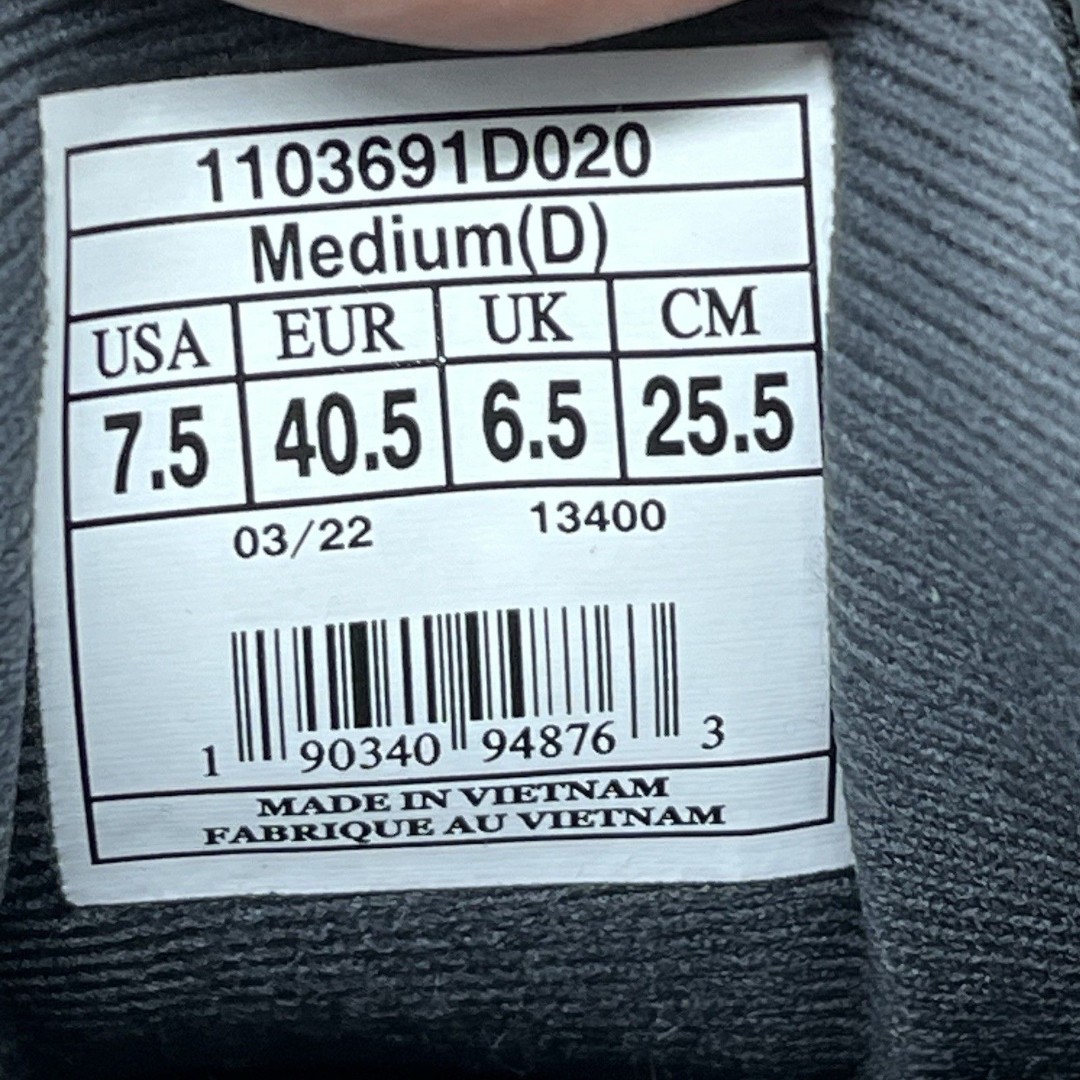 1103691D020
Medium(D)
USA EUR UK CM
7.5 40.5 6.5 25.5
03/22 13400
1 90340 94876 3
MADE IN VIETNAM
FABRIQUE AU VIETNAM